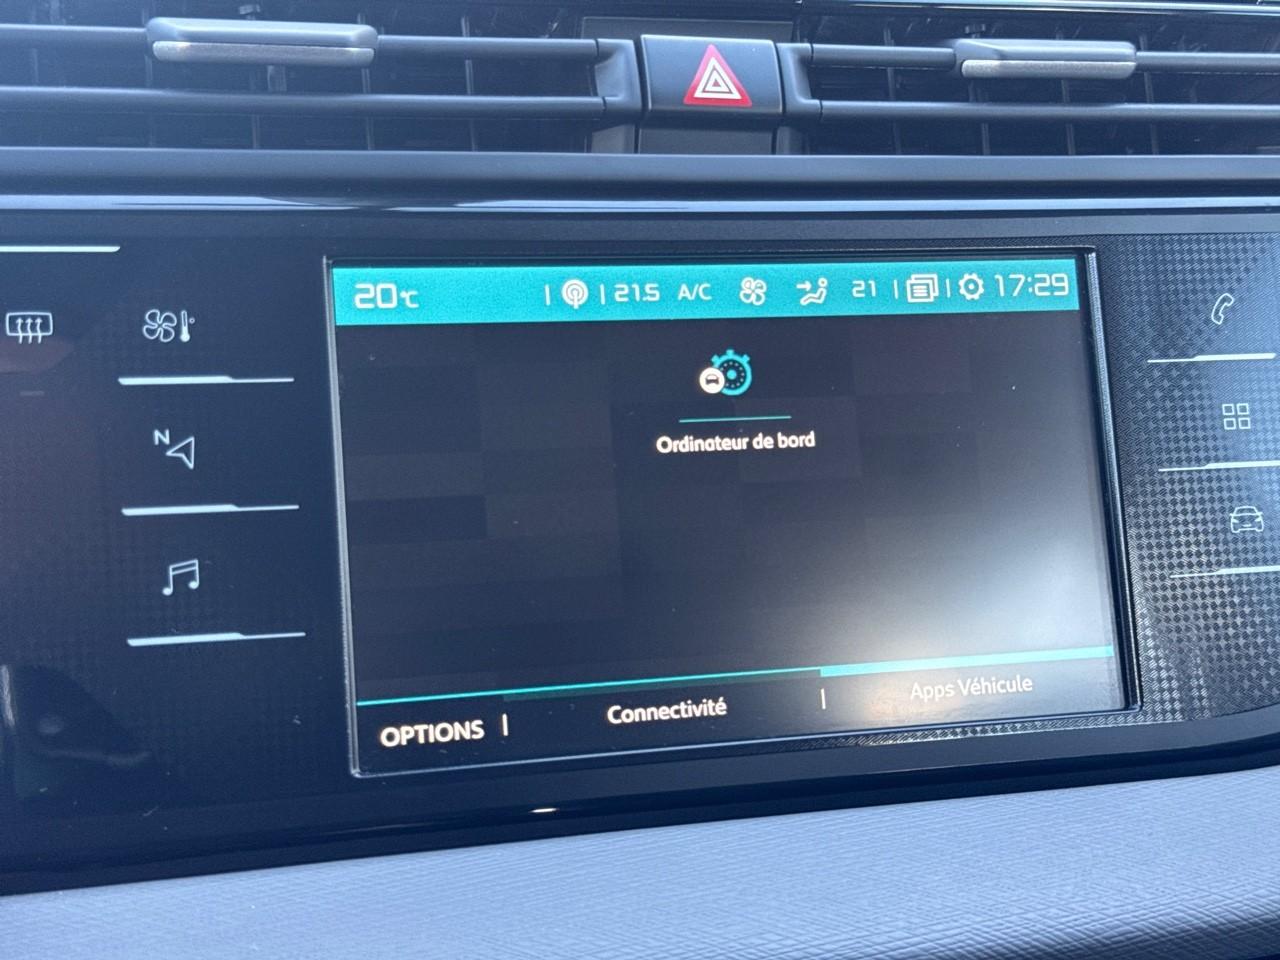 20°C | | 21.5 A/C 21 | | 17:29
N
Ordinateur de bord
OPTIONS | Connectivité | Apps Véhicule